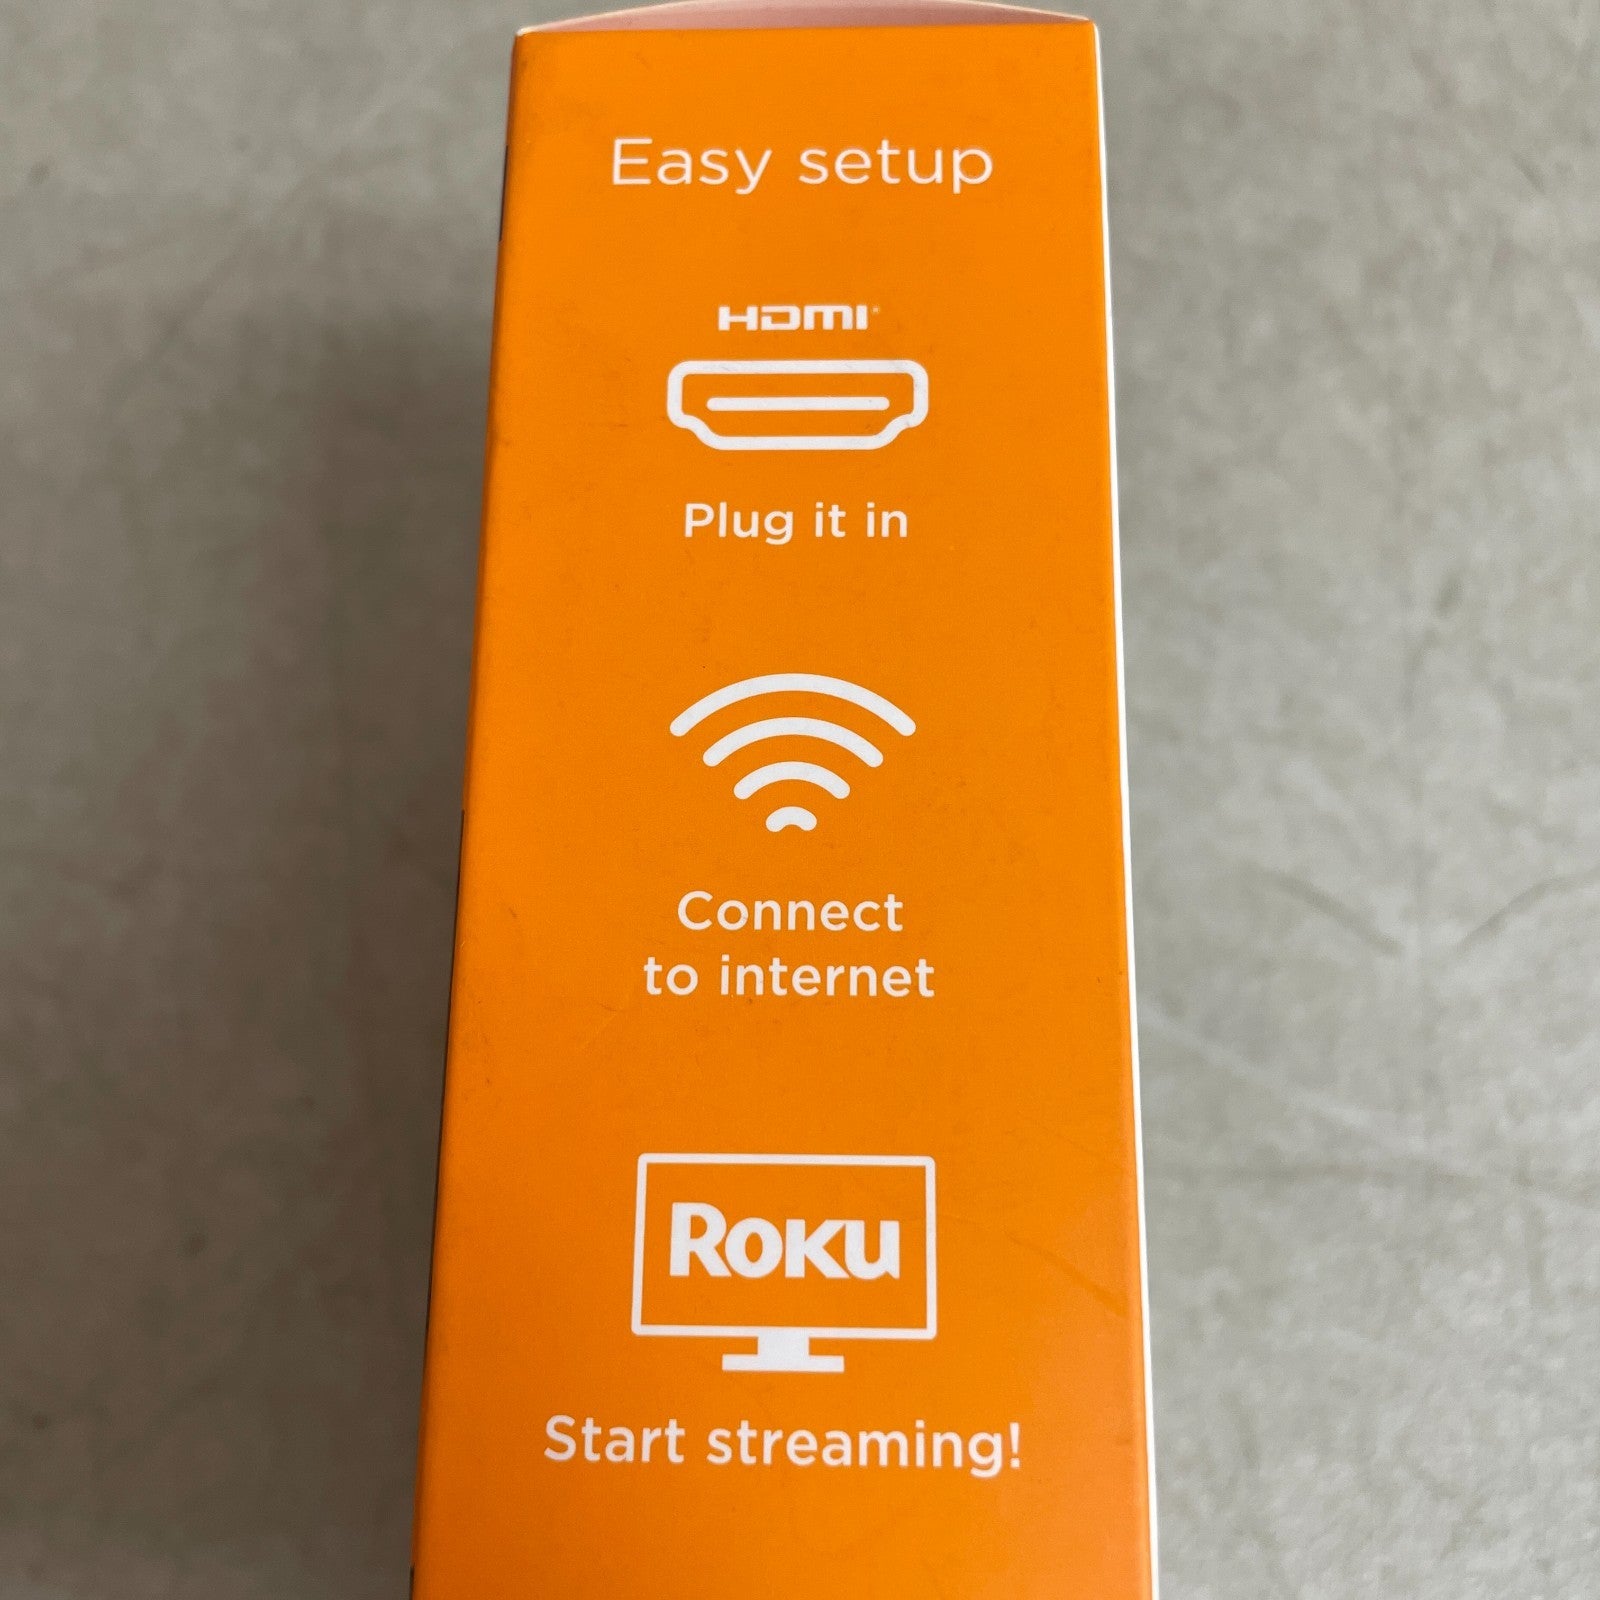 Easy setup
HDMI
Plug it in
Connect
to internet
Roku
Start streaming!